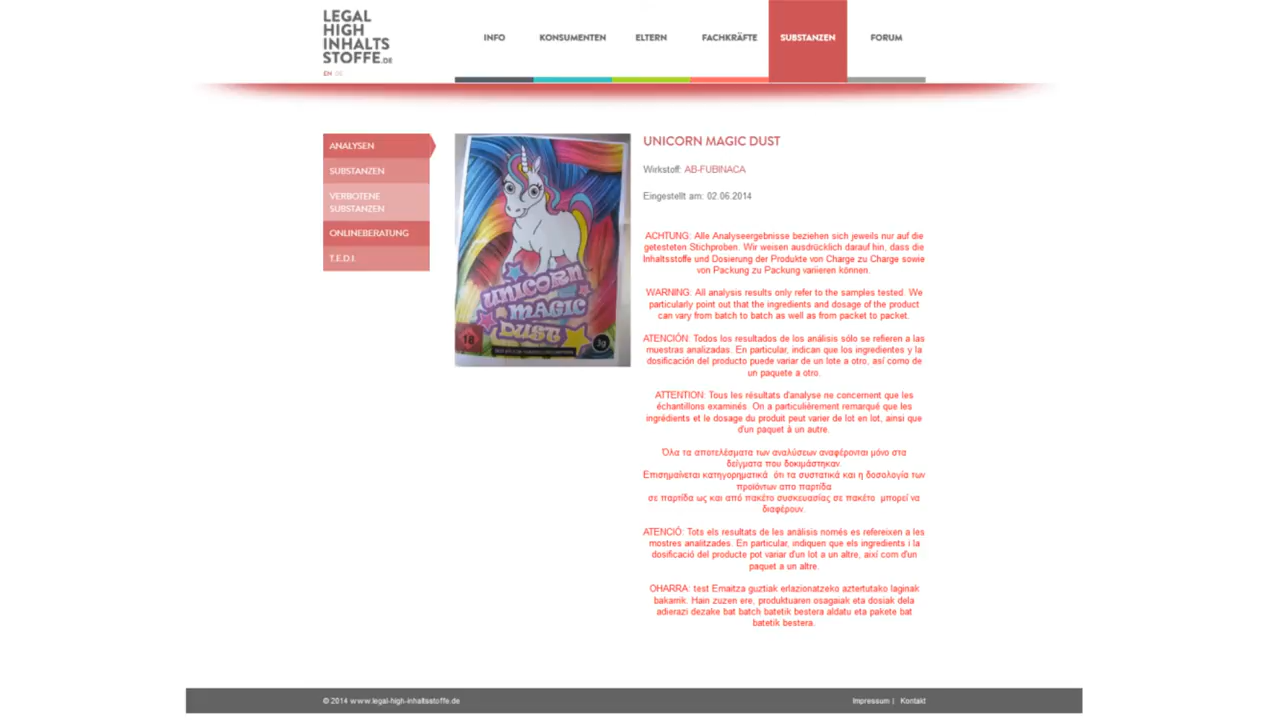 LEGAL
HIGH
INHALTS
STOFFE.DE
EN DE
INFO
KONSUMENTEN
ELTERN
FACHKRÄFTE
SUBSTANZEN
FORUM
ANALYSEN
SUBSTANZEN
VERBOTENE
SUBSTANZEN
ONLINEBERATUNG
T.E.D.I.
UNICORN
MAGIC
DUST
18
3g
UNICORN MAGIC DUST
Wirkstoff: AB-FUBINACA
Eingestellt am: 02.06.2014
ACHTUNG: Alle Analyseergebnisse beziehen sich jeweils nur auf die
getesteten Stichproben. Wir weisen ausdrücklich darauf hin, dass die
Inhaltsstoffe und Dosierung der Produkte von Charge zu Charge sowie
von Packung zu Packung variieren können.
WARNING: All analysis results only refer to the samples tested. We
particularly point out that the ingredients and dosage of the product
can vary from batch to batch as well as from packet to packet.
ATENCIÓN: Todos los resultados de los análisis sólo se refieren a las
muestras analizadas. En particular, indican que los ingredientes y la
dosificación del producto puede variar de un lote a otro, así como de
un paquete a otro.
ATTENTION: Tous les résultats d'analyse ne concernent que les
échantillons examinés. On a particulièrement remarqué que les
ingrédients et le dosage du produit peut varier de lot en lot, ainsi que
d'un paquet à un autre.
Όλα τα αποτελέσματα των αναλύσεων αναφέρονται μόνο στα
δείγματα που δοκιμάστηκαν.
Επισημαίνεται κατηγορηματικά ότι τα συστατικά και η δοσολογία των
προϊόντων απο παρτίδα
σε παρτίδα ως και από πακέτο συσκευασίας σε πακέτο μπορεί να
διαφέρουν.
ATENCIÓ: Tots els resultats de les análisis només es refereixen a les
mostres analitzades. En particular, indiquen que els ingredients i la
dosificació del producte pot variar d'un lot a un altre, així com d'un
paquet a un altre.
OHARRA: test Emaitza guztiak erlazionatzeko aztertutako laginak
bakarrik. Hain zuzen ere, produktuaren osagaiak eta dosiak dela
adierazi dezake bat batch batetik bestera aldatu eta pakete bat
batetik bestera.
© 2014 www.legal-high-inhaltsstoffe.de
Impressum | Kontakt